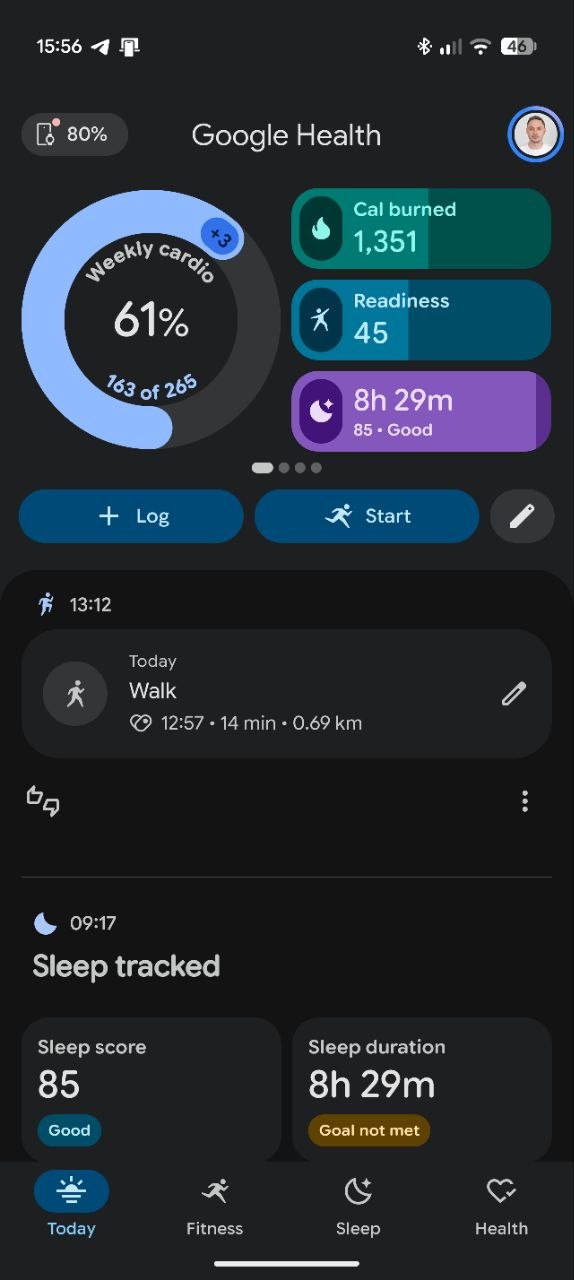 15:56
46
80%
Google Health
+3
Weekly cardio
61%
163 of 265
Cal burned
1,351
Readiness
45
8h 29m
85 • Good
+ Log
Start
13:12
Today
Walk
12:57 • 14 min • 0.69 km
09:17
Sleep tracked
Sleep score
85
Good
Sleep duration
8h 29m
Goal not met
Today
Fitness
Sleep
Health